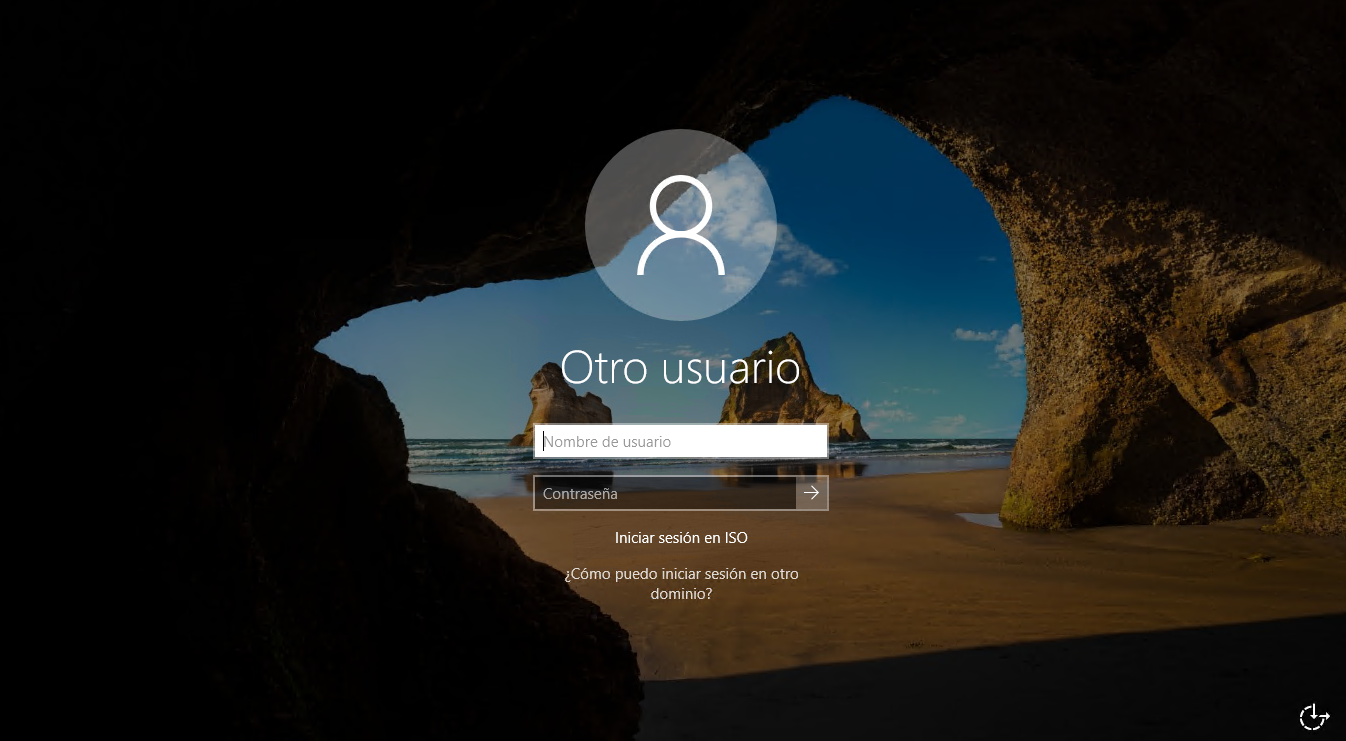 Otro usuario
Nombre de usuario
Contraseña
Iniciar sesión en ISO
¿Cómo puedo iniciar sesión en otro
dominio?